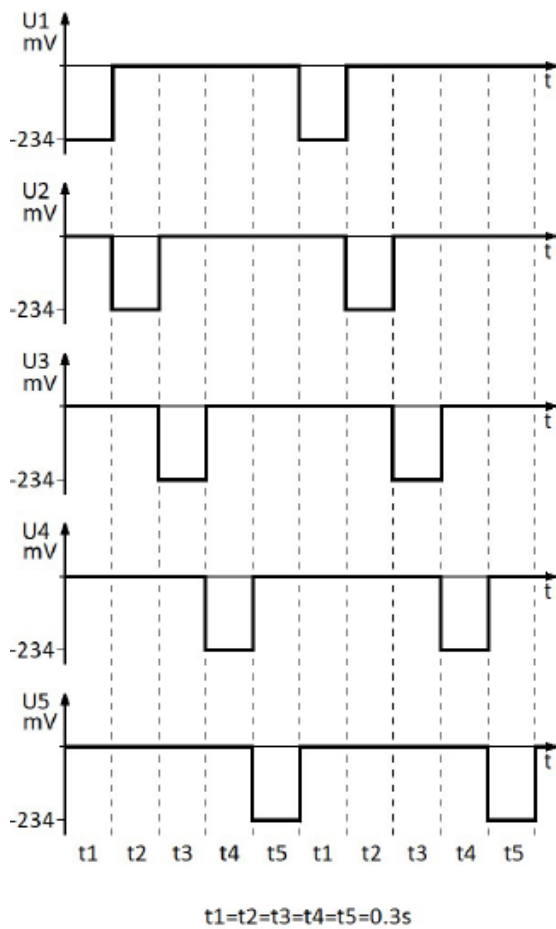 U1
mV
t
-234
U2
mV
t
-234
U3
mV
t
-234
U4
mV
t
-234
U5
mV
t
-234
t1 t2 t3 t4 t5 t1 t2 t3 t4 t5
t1=t2=t3=t4=t5=0.3s